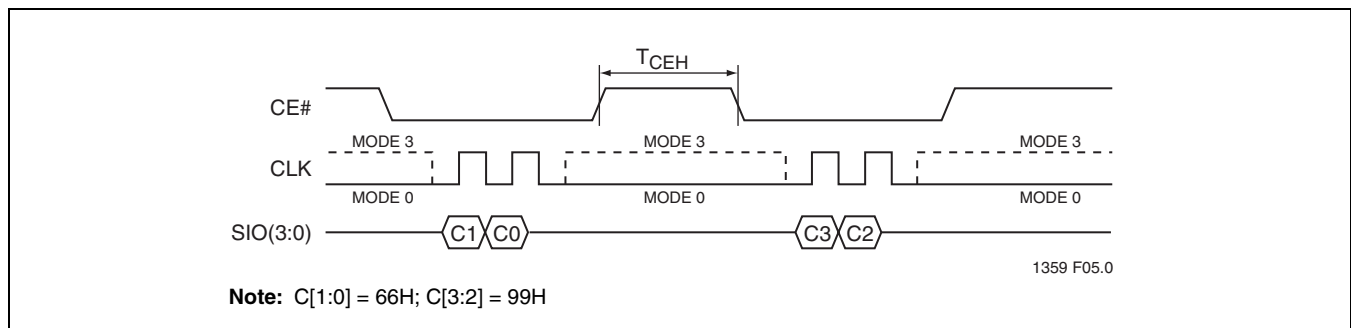 TCEH
CE#
MODE 3 MODE 3 MODE 3
CLK
MODE 0 MODE 0 MODE 0
SIO(3:0) C1 C0 C3 C2
1359 F05.0
Note: C[1:0] = 66H; C[3:2] = 99H